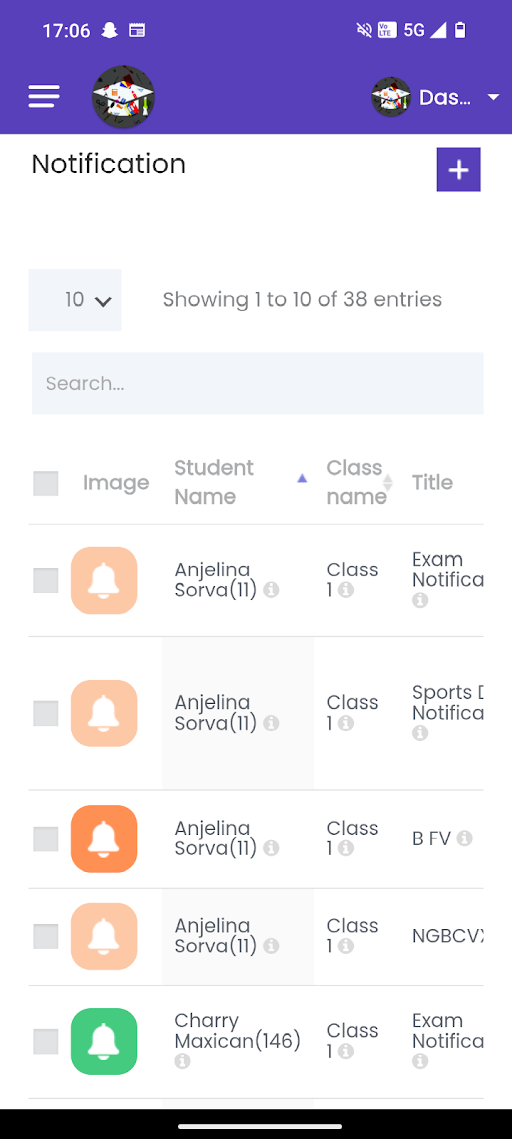 17:06 Vo LTE 5G
Das...
Notification
+
10 Showing 1 to 10 of 38 entries
Search...
Image Student Name Class name Title
Anjelina Sorva(11) Class 1 Exam Notifica
Anjelina Sorva(11) Class 1 Sports D Notifica
Anjelina Sorva(11) Class 1 B FV
Anjelina Sorva(11) Class 1 NGBCVX
Charry Maxican(146) Class 1 Exam Notifica